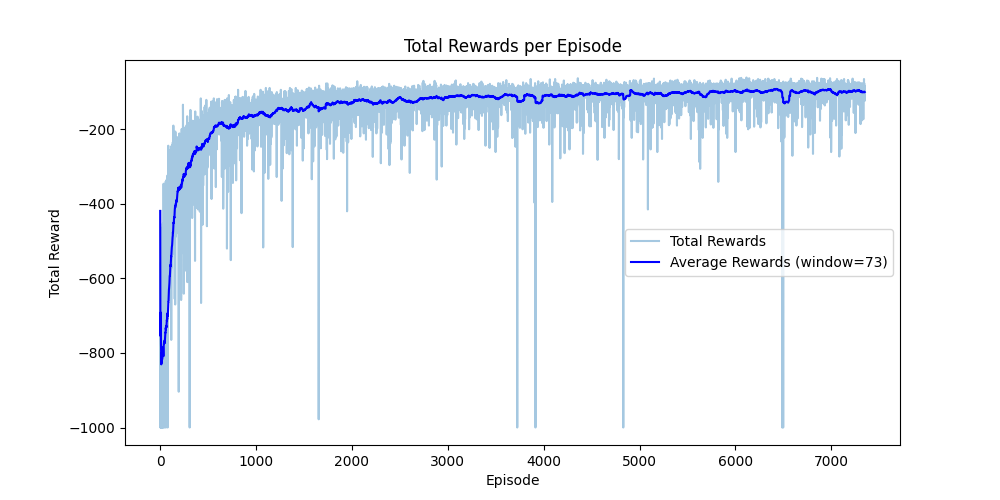 Total Rewards per Episode
Total Reward
−200
−400
−600
−800
−1000
Total Rewards
Average Rewards (window=73)
0 1000 2000 3000 4000 5000 6000 7000
Episode